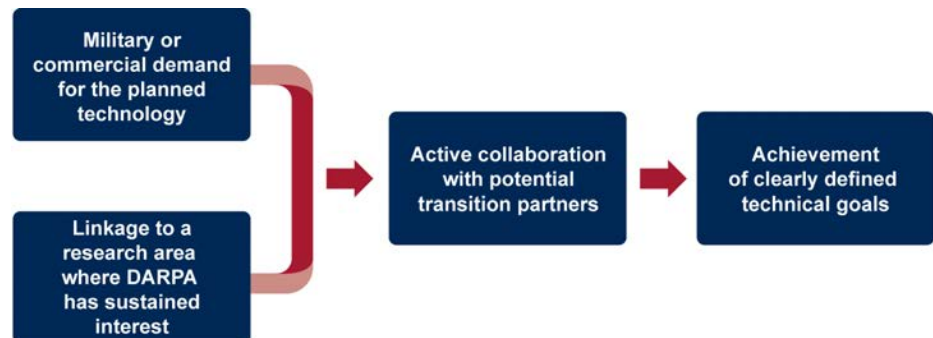 Military or
commercial demand
for the planned
technology
Linkage to a
research area
where DARPA
has sustained
interest
Active collaboration
with potential
transition partners
Achievement
of clearly defined
technical goals